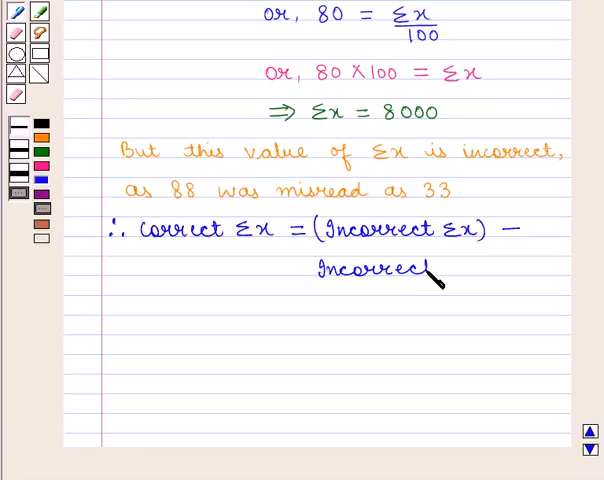 or, 80 = Σx/100
or, 80 × 100 = Σx
⇒ Σx = 8000
But this value of Σx is incorrect,
as 88 was misread as 33
∴ Correct Σx = (Incorrect Σx) −
Incorrect